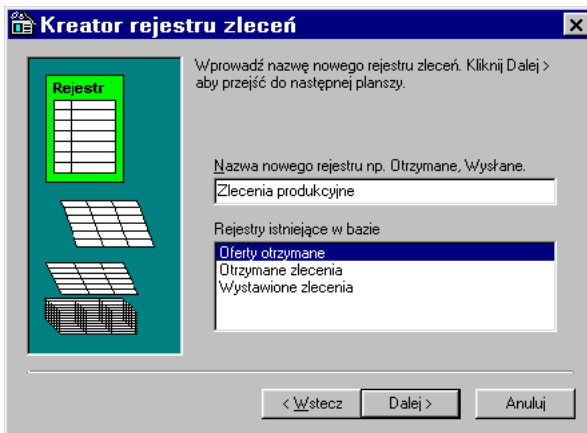 Kreator rejestru zleceń
Rejestr
Wprowadź nazwę nowego rejestru zleceń. Kliknij Dalej >
aby przejść do następnej planszy.
Nazwa nowego rejestru np. Otrzymane, Wysłane.
Zlecenia produkcyjne
Rejestry istniejące w bazie
Oferty otrzymane
Otrzymane zlecenia
Wystawione zlecenia
< Wstecz
Dalej >
Anuluj